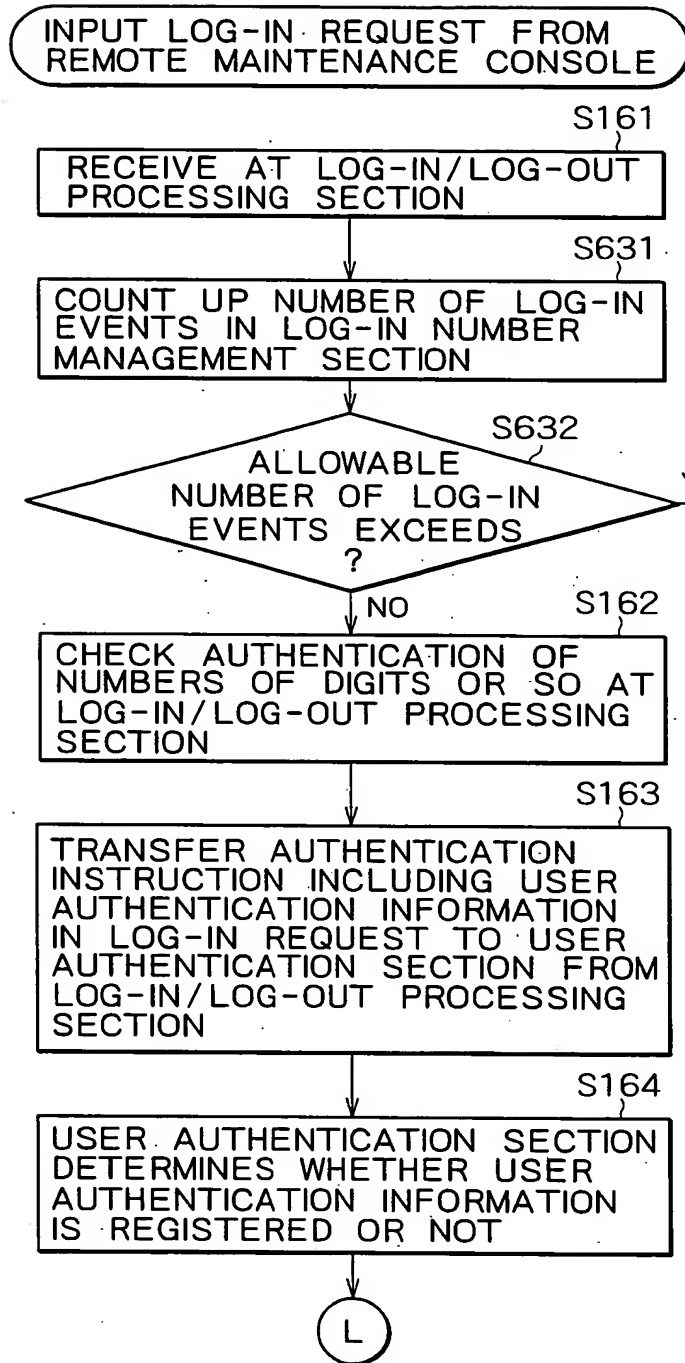 INPUT LOG-IN REQUEST FROM
REMOTE MAINTENANCE CONSOLE
S161
RECEIVE AT LOG-IN/LOG-OUT
PROCESSING SECTION
S631
COUNT UP NUMBER OF LOG-IN
EVENTS IN LOG-IN NUMBER
MANAGEMENT SECTION
S632
ALLOWABLE
NUMBER OF LOG-IN
EVENTS EXCEEDS
?
NO
S162
CHECK AUTHENTICATION OF
NUMBERS OF DIGITS OR SO AT
LOG-IN/LOG-OUT PROCESSING
SECTION
S163
TRANSFER AUTHENTICATION
INSTRUCTION INCLUDING USER
AUTHENTICATION INFORMATION
IN LOG-IN REQUEST TO USER
AUTHENTICATION SECTION FROM
LOG-IN/LOG-OUT PROCESSING
SECTION
S164
USER AUTHENTICATION SECTION
DETERMINES WHETHER USER
AUTHENTICATION INFORMATION
IS REGISTERED OR NOT
L